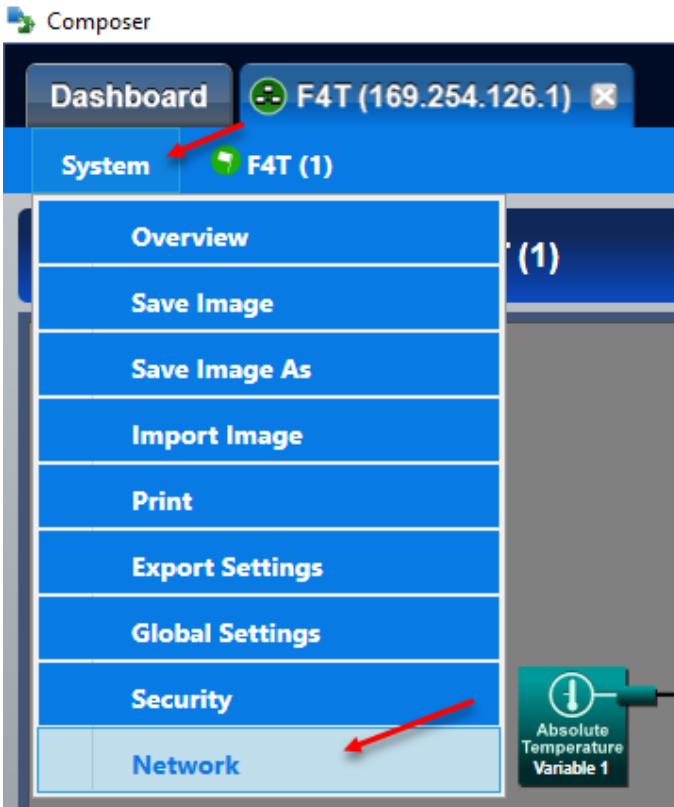 Composer
Dashboard
F4T (169.254.126.1)
System
F4T (1)
Overview
(1)
Save Image
Save Image As
Import Image
Print
Export Settings
Global Settings
Security
Network
Absolute
Temperature
Variable 1